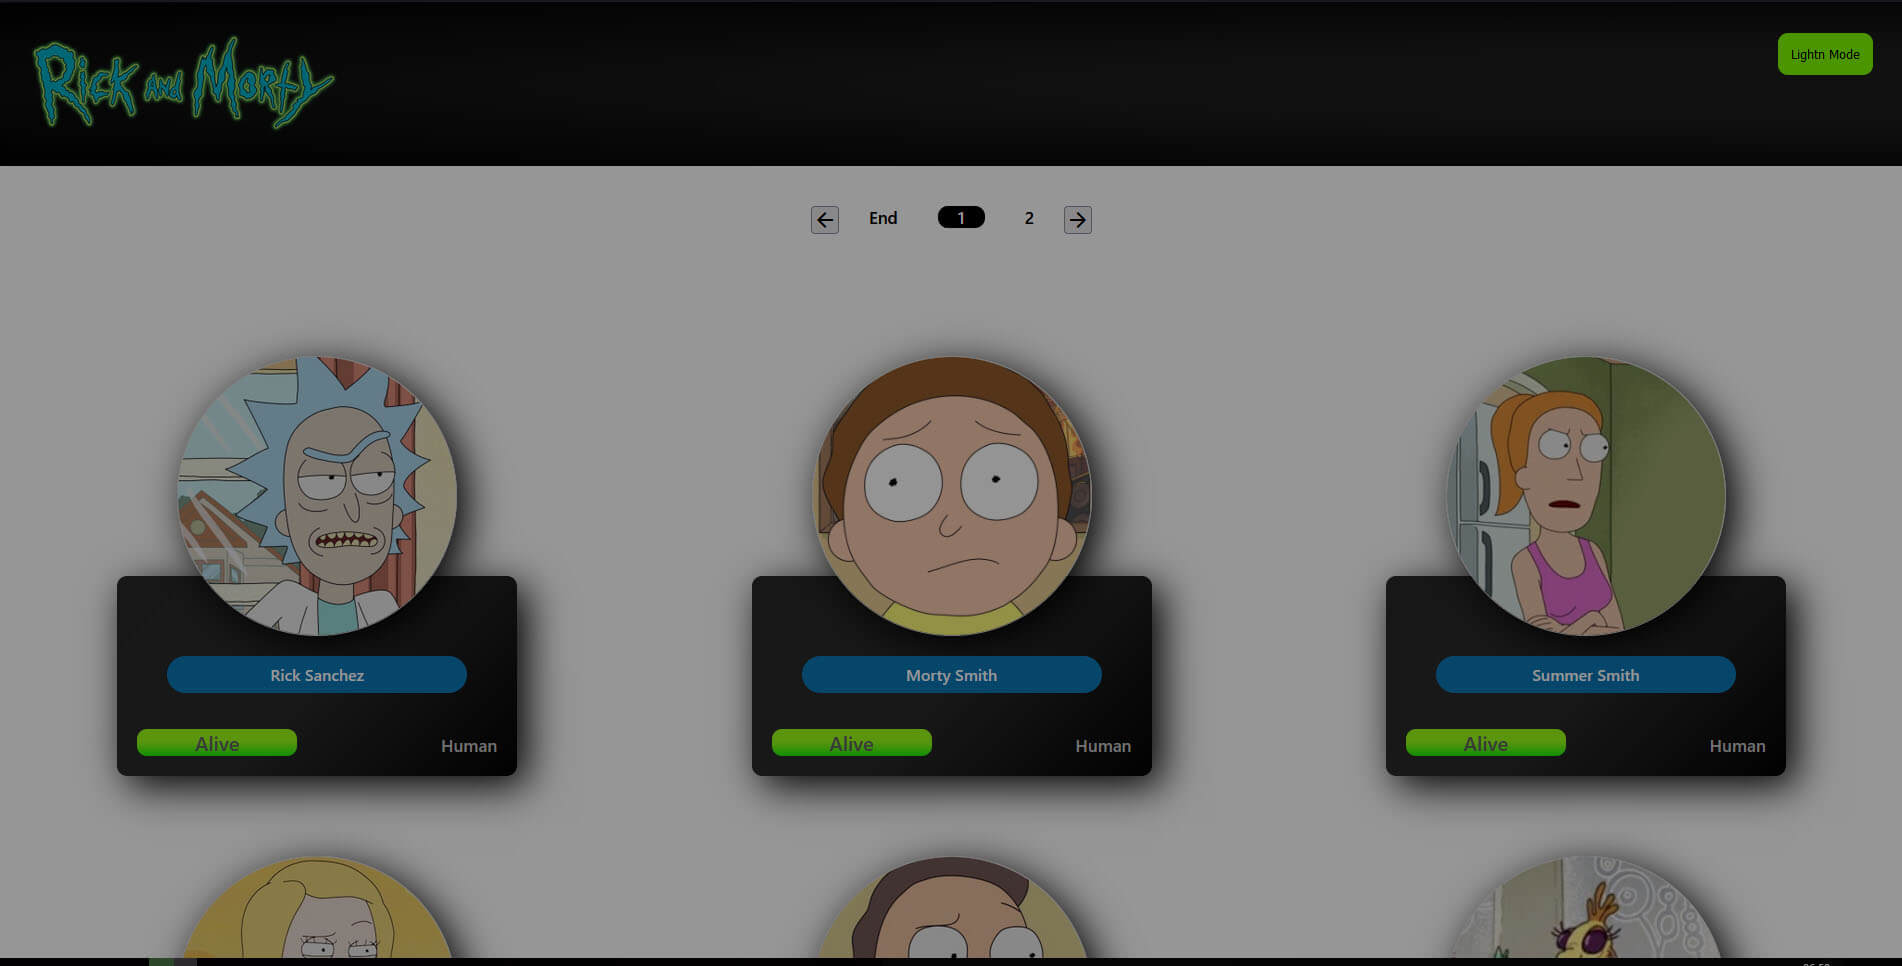 Rick and Morty
Lightn Mode
End 1 2
Rick Sanchez
Morty Smith
Summer Smith
Alive Human
Alive Human
Alive Human